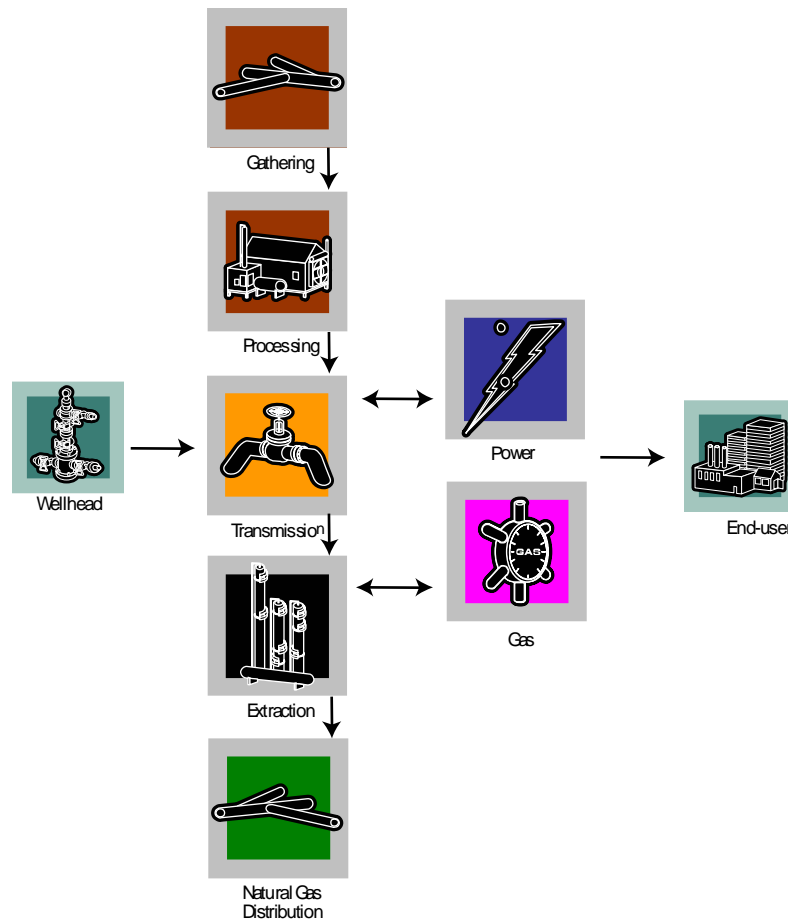 Gathering
Processing
Wellhead
Transmission
Power
End-user
GAS
Gas
Extraction
Natural Gas
Distribution